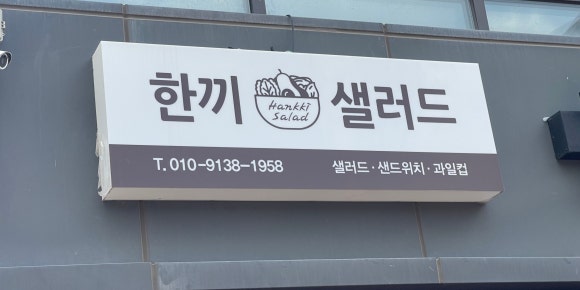 한끼 샐러드
Hankki
Salad
T. 010-9138-1958
샐러드 · 샌드위치 · 과일컵